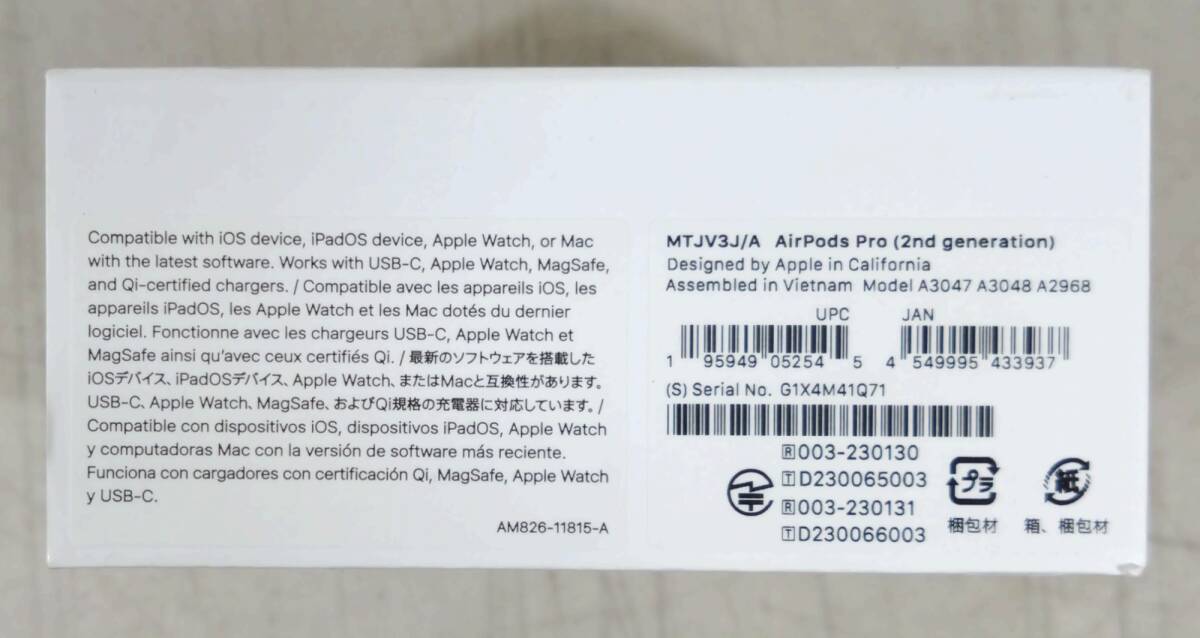 Compatible with iOS device, iPadOS device, Apple Watch, or Mac
with the latest software. Works with USB-C, Apple Watch, MagSafe,
and Qi-certified chargers. / Compatible avec les appareils iOS, les
appareils iPadOS, les Apple Watch et les Mac dotés du dernier
logiciel. Fonctionne avec les chargeurs USB-C, Apple Watch et
MagSafe ainsi qu'avec ceux certifiés Qi. / 最新のソフトウェアを搭載した
iOSデバイス、iPadOSデバイス、Apple Watch、またはMacと互換性があります。
USB-C、Apple Watch、MagSafe、およびQi規格の充電器に対応しています。/
Compatible con dispositivos iOS, dispositivos iPadOS, Apple Watch
y computadoras Mac con la versión de software más reciente.
Funciona con cargadores con certificación Qi, MagSafe, Apple Watch
y USB-C.
AM826-11815-A
MTJV3J/A AirPods Pro (2nd generation)
Designed by Apple in California
Assembled in Vietnam Model A3047 A3048 A2968
UPC JAN
1 95949 05254 5 4 549995 433937
(S) Serial No. G1X4M41Q71
R 003-230130
T D230065003
R 003-230131
T D230066003
プラ
梱包材
紙
箱、梱包材